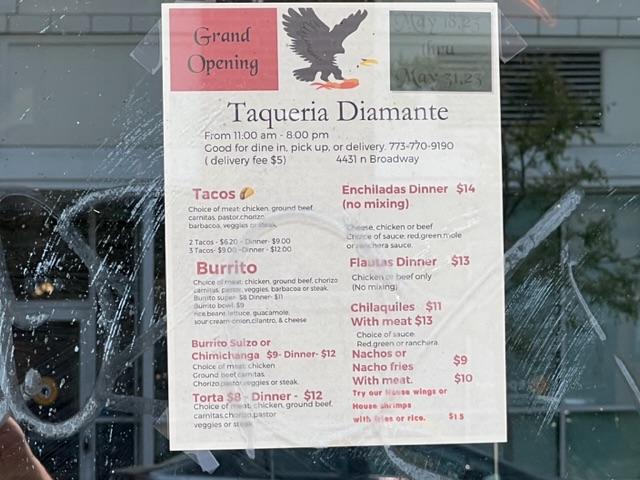 Grand
Opening
May 18,23
thru
May 31,23
Taqueria Diamante
From 11:00 am - 8:00 pm
Good for dine in, pick up, or delivery. 773-770-9190
( delivery fee $5) 4431 n Broadway
Tacos
Choice of meat: chicken, ground beef,
carnitas, pastor,chorizo,
barbacoa, veggies or steak.
2 Tacos - $6.20 - Dinner- $9.00
3 Tacos- $9.00 -Dinner- $12.00
Burrito
Choice of meat: chicken, ground beef, chorizo
carnitas, pastor, veggies, barbacoa or steak.
Burrito super- $8 Dinner- $11
Burrito bowl: $9
rice,beans,lettuce, guacamole,
sour cream-onion,cilantro, & cheese
Burrito Suizo or
Chimichanga $9- Dinner- $12
Choice of meat: chicken
Ground beef,carnitas,
Chorizo,pastor,veggies or steak.
Torta $8 - Dinner - $12
Choice of meat, chicken, ground beef,
carnitas,chorizo,pastor
veggies or steak
Enchiladas Dinner $14
(no mixing)
Cheese, chicken or beef
Choice of sauce: red,green,mole
or ranchera sauce.
Flautas Dinner $13
Chicken or beef only
(No mixing)
Chilaquiles $11
With meat $13
Choice of sauce:
Red,green or ranchera.
Nachos or
Nacho fries $9
With meat. $10
Try our House wings or
House shrimps
with fries or rice. $15